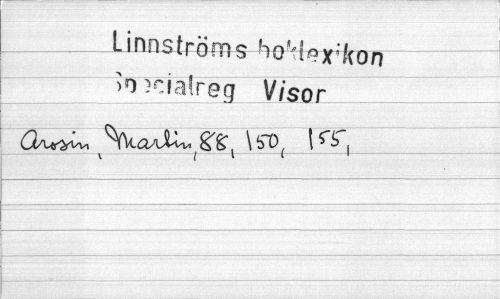 Linnströms boklexikon
Specialreg Visor
Arosin, Martin, 88, 150, 155,